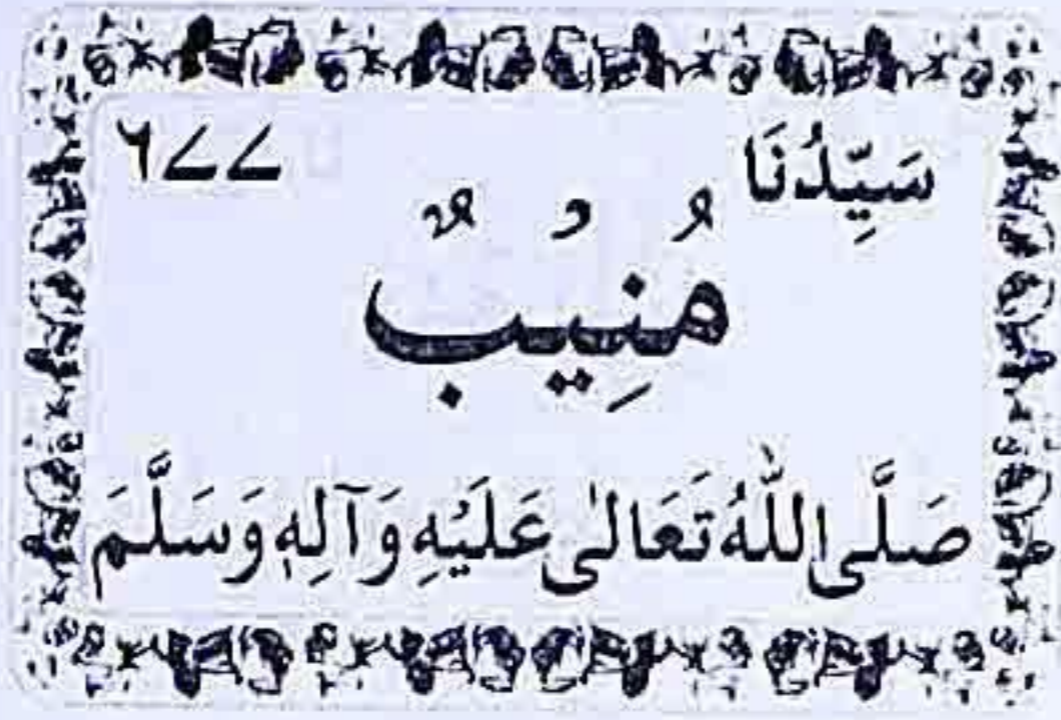 سَيِّدُنَا ٦٧٧
مُنِيْبٌ
صَلَّى اللّٰهُ تَعَالٰى عَلَيْهِ وَآلِهٖ وَسَلَّمَ